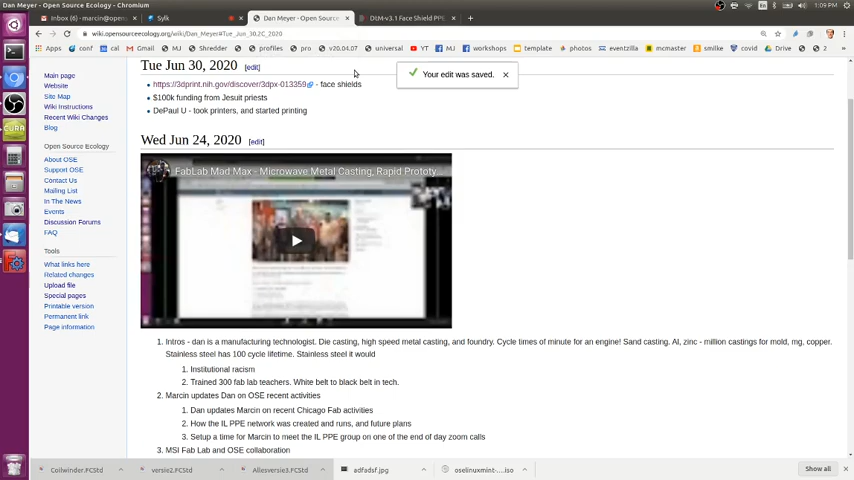 Dan Meyer - Open Source Ecology - Chromium
En
1:09 PM
Inbox (6) - marcin@open
Sylk
Dan Meyer - Open Sourc
DLM-v3.1 Face Shield PP
wiki.opensourceecology.org/wiki/Dan_Meyer#Tue_Jun_30.2C_2020
Apps
conf
cal
Gmail
MJ
Shredder
profiles
pro
v20.04.07
MJ
workshops
template
eventzilla
mcmaster
smilke
covid
Drive
universal
2
Other bookmarks
Main page
Website
Site Map
Wiki Instructions
Recent Wiki Changes
Blog
Open Source Ecology
About OSE
Support OSE
Contact Us
Mailing List
In The News
Events
Discussion Forums
FAQ
Tools
What links here
Related changes
Upload file
Special pages
Printable version
Permanent link
Page information
Tue Jun 30, 2020 [edit]
Your edit was saved.
https://3dprint.nih.gov/discover/3dpx-013359 - face shields
$100k funding from Jesuit priests
DePaul U - took printers, and started printing
Wed Jun 24, 2020 [edit]
FabLab Mad Max - Microwave Metal Casting, Rapid Prototy...
1. Intros - dan is a manufacturing technologist. Die casting, high speed metal casting, and foundry. Cycle times of minute for an engine! Sand casting. Al, zinc - million castings for mold, mg, copper.
Stainless steel has 100 cycle lifetime. Stainless steel it would
1. Institutional racism
2. Trained 300 fab lab teachers. White belt to black belt in tech.
2. Marcin updates Dan on OSE recent activities
1. Dan updates Marcin on recent Chicago Fab activities
2. How the IL PPE network was created and runs, and future plans
3. Setup a time for Marcin to meet the IL PPE group on one of the end of day zoom calls
3. MSI Fab Lab and OSE collaboration
Coilwinder.FCStd
versie2.FCStd
Allesversie3.FCStd
adfadsf.jpg
oselinuxmint-....iso
Show all